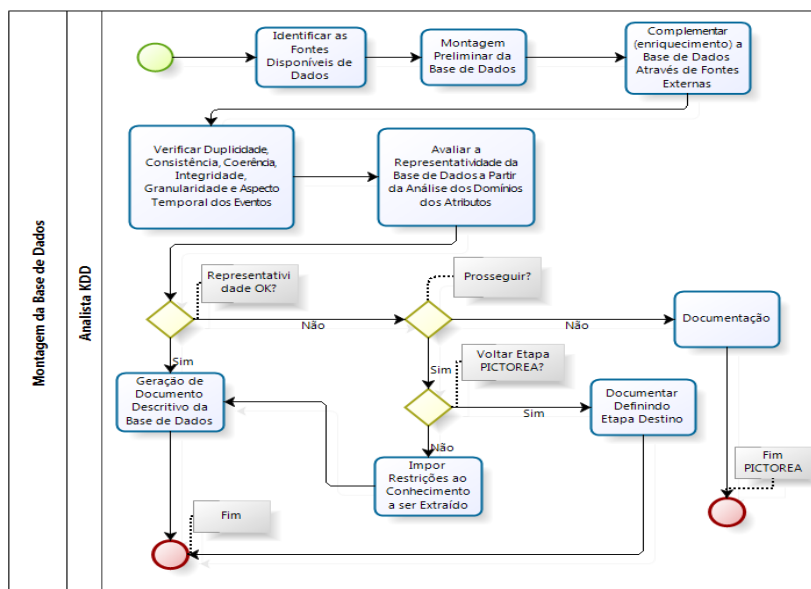 Montagem da Base de Dados
Analista KDD
Identificar as
Fontes
Disponíveis de
Dados
Montagem
Preliminar da
Base de Dados
Complementar
(enriquecimento) a
Base de Dados
Através de Fontes
Externas
Verificar Duplicidade,
Consistência, Coerência,
Integridade,
Granularidade e Aspecto
Temporal dos Eventos
Avaliar a
Representatividade da
Base de Dados a Partir
da Análise dos Domínios
dos Atributos
Representativi
dade OK?
Prosseguir?
Não
Não
Documentação
Sim
Sim
Voltar Etapa
PICTOREA?
Geração de
Documento
Descritivo da
Base de Dados
Sim
Documentar
Definindo
Etapa Destino
Não
Impor
Restrições ao
Conhecimento
a ser Extraído
Fim
PICTOREA
Fim